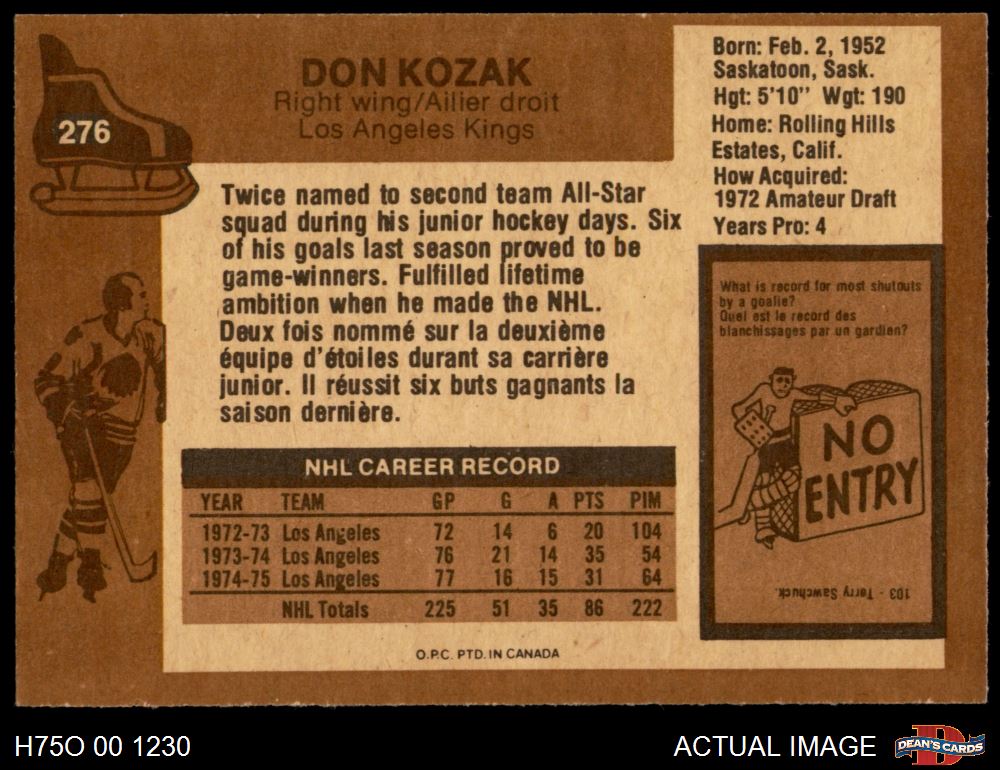 276
DON KOZAK
Right wing/Ailier droit
Los Angeles Kings
Born: Feb. 2, 1952
Saskatoon, Sask.
Hgt: 5'10" Wgt: 190
Home: Rolling Hills
Estates, Calif.
How Acquired:
1972 Amateur Draft
Years Pro: 4
Twice named to second team All-Star
squad during his junior hockey days. Six
of his goals last season proved to be
game-winners. Fulfilled lifetime
ambition when he made the NHL.
Deux fois nommé sur la deuxième
équipe d'étoiles durant sa carrière
junior. Il réussit six buts gagnants la
saison dernière.
What is record for most shutouts
by a goalie?
Quel est le record des
blanchissages par un gardien?
NO
ENTRY
103 - Terry Sawchuck.
NHL CAREER RECORD
YEAR TEAM GP G A PTS PIM
1972-73 Los Angeles 72 14 6 20 104
1973-74 Los Angeles 76 21 14 35 54
1974-75 Los Angeles 77 16 15 31 64
NHL Totals 225 51 35 86 222
O.P.C. PTD. IN CANADA
H75O 00 1230
ACTUAL IMAGE
D
DEAN'S CARDS